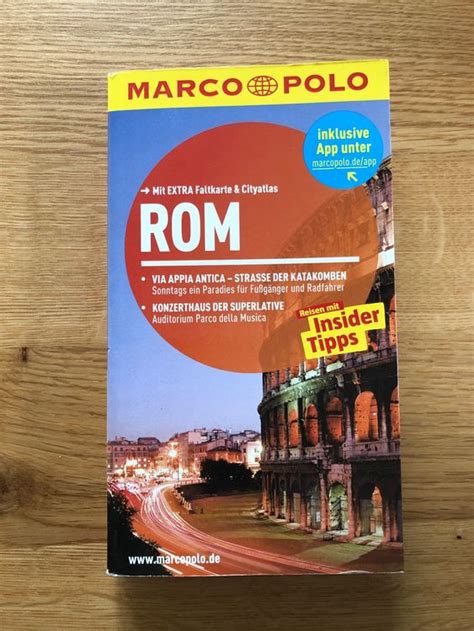 MARCO POLO
inklusive
App unter
marcopolo.de/app
→ Mit EXTRA Faltkarte & Cityatlas
ROM
• VIA APPIA ANTICA – STRASSE DER KATAKOMBEN
Sonntags ein Paradies für Fußgänger und Radfahrer
• KONZERTHAUS DER SUPERLATIVE
Auditorium Parco della Musica
Reisen mit
Insider
Tipps
www.marcopolo.de